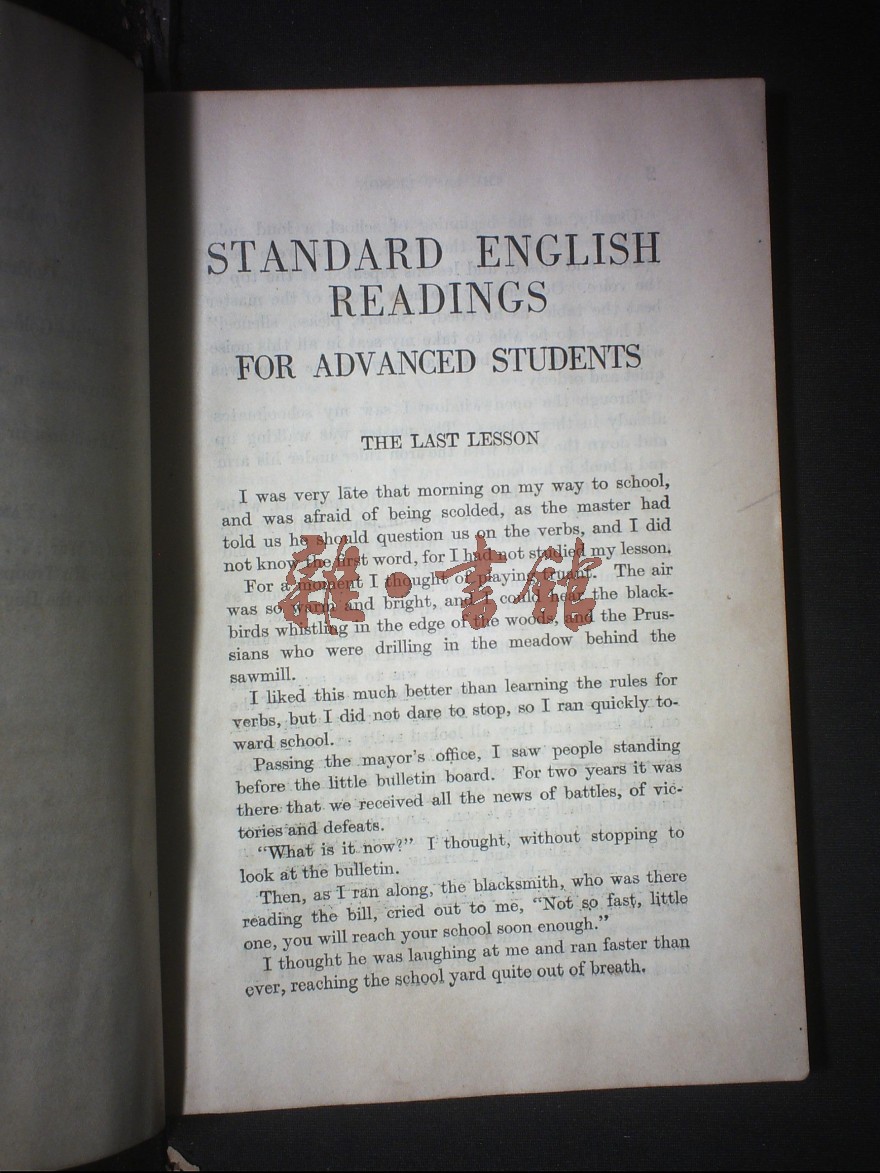 STANDARD ENGLISH
READINGS
FOR ADVANCED STUDENTS
THE LAST LESSON
I was very late that morning on my way to school,
and was afraid of being scolded, as the master had
told us he should question us on the verbs, and I did
not know the first word, for I had not studied my lesson.
For a moment I thought of playing truant. The air
was so warm and bright, and I could hear the black-
birds whistling in the edge of the woods, and the Prus-
sians who were drilling in the meadow behind the
sawmill.
I liked this much better than learning the rules for
verbs, but I did not dare to stop, so I ran quickly to-
ward school.
Passing the mayor's office, I saw people standing
before the little bulletin board. For two years it was
there that we received all the news of battles, of vic-
tories and defeats.
"What is it now?" I thought, without stopping to
look at the bulletin.
Then, as I ran along, the blacksmith, who was there
reading the bill, cried out to me, "Not so fast, little
one, you will reach your school soon enough."
I thought he was laughing at me and ran faster than
ever, reaching the school yard quite out of breath.
雜·書館